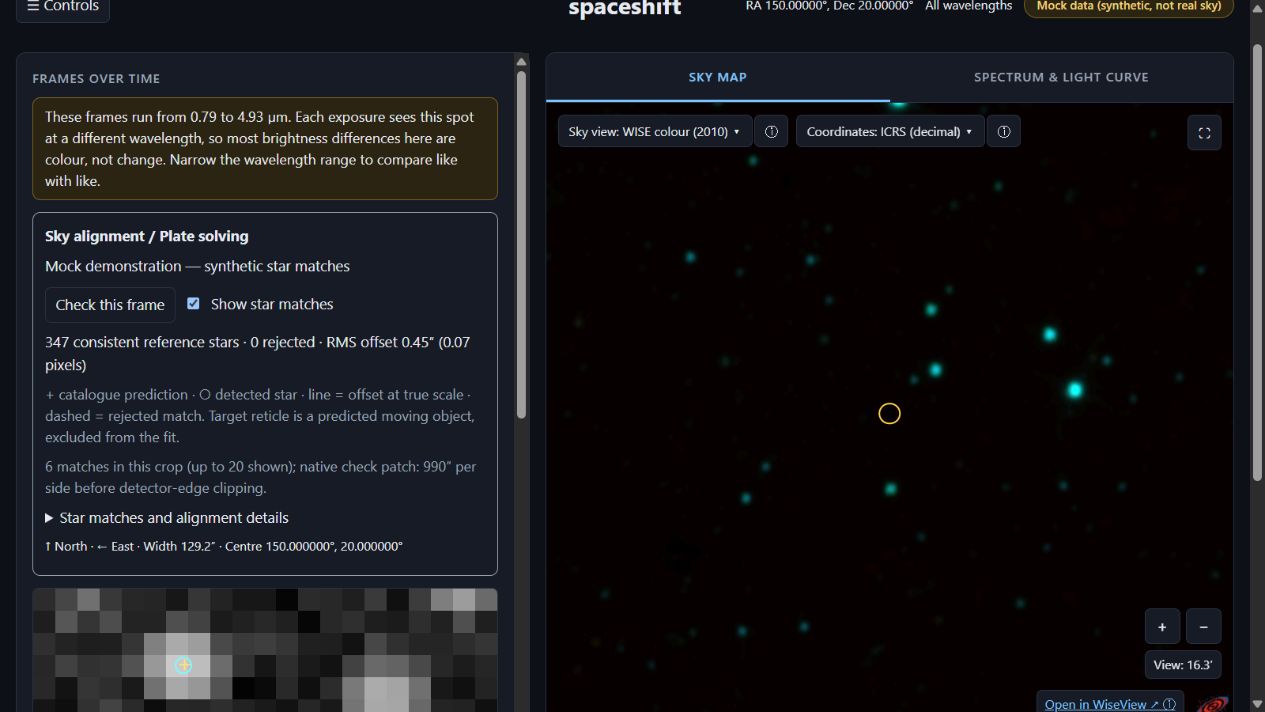 ☰ Controls
spaceshift
RA 150.00000°, Dec 20.00000°
All wavelengths
Mock data (synthetic, not real sky)
FRAMES OVER TIME
These frames run from 0.79 to 4.93 µm. Each exposure sees this spot
at a different wavelength, so most brightness differences here are
colour, not change. Narrow the wavelength range to compare like
with like.
Sky alignment / Plate solving
Mock demonstration — synthetic star matches
Check this frame
Show star matches
347 consistent reference stars · 0 rejected · RMS offset 0.45″ (0.07
pixels)
+ catalogue prediction · ○ detected star · line = offset at true scale ·
dashed = rejected match. Target reticle is a predicted moving object,
excluded from the fit.
6 matches in this crop (up to 20 shown); native check patch: 990″ per
side before detector-edge clipping.
▶ Star matches and alignment details
↑ North · ← East · Width 129.2″ · Centre 150.000000°, 20.000000°
SKY MAP
SPECTRUM & LIGHT CURVE
Sky view: WISE colour (2010) ▾
ⓘ
Coordinates: ICRS (decimal) ▾
ⓘ
+
−
View: 16.3′
Open in WiseView ↗ ⓘ